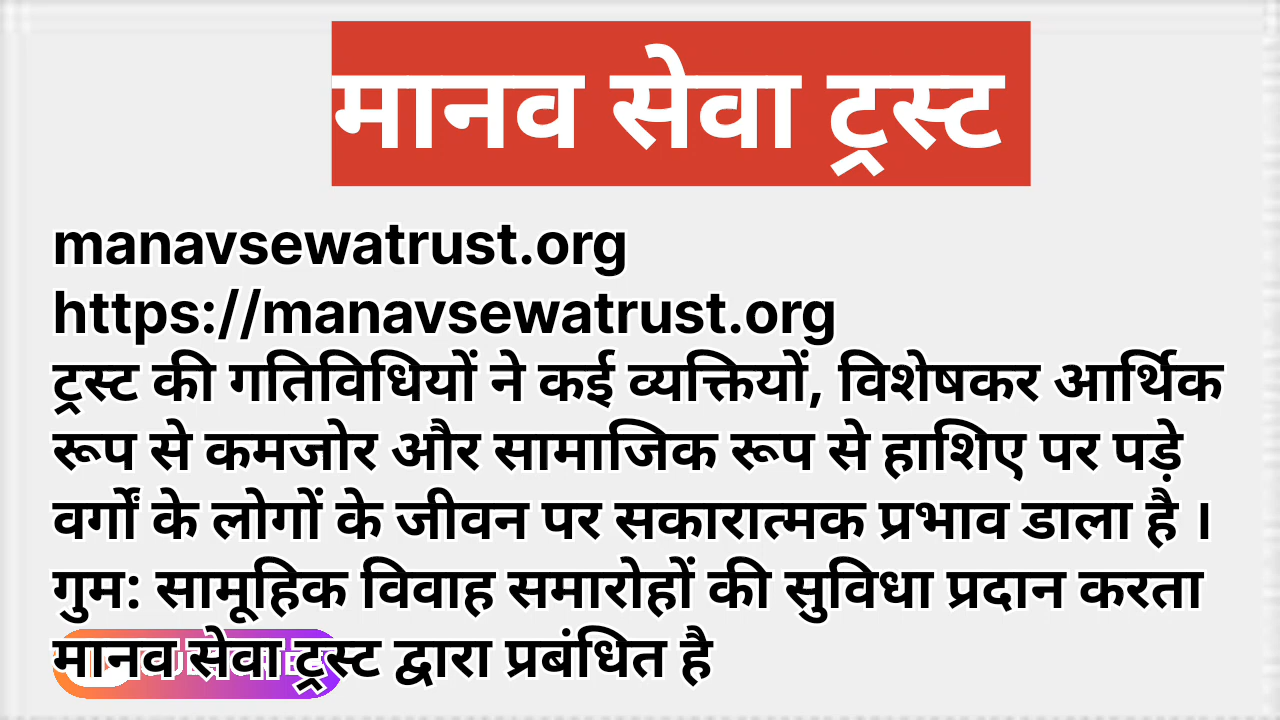 मानव सेवा ट्रस्ट
manavsewatrust.org
https://manavsewatrust.org
ट्रस्ट की गतिविधियों ने कई व्यक्तियों, विशेषकर आर्थिक
रूप से कमजोर और सामाजिक रूप से हाशिए पर पड़े
वर्गों के लोगों के जीवन पर सकारात्मक प्रभाव डाला है ।
गुम: सामूहिक विवाह समारोहों की सुविधा प्रदान करता
मानव सेवा ट्रस्ट द्वारा प्रबंधित है